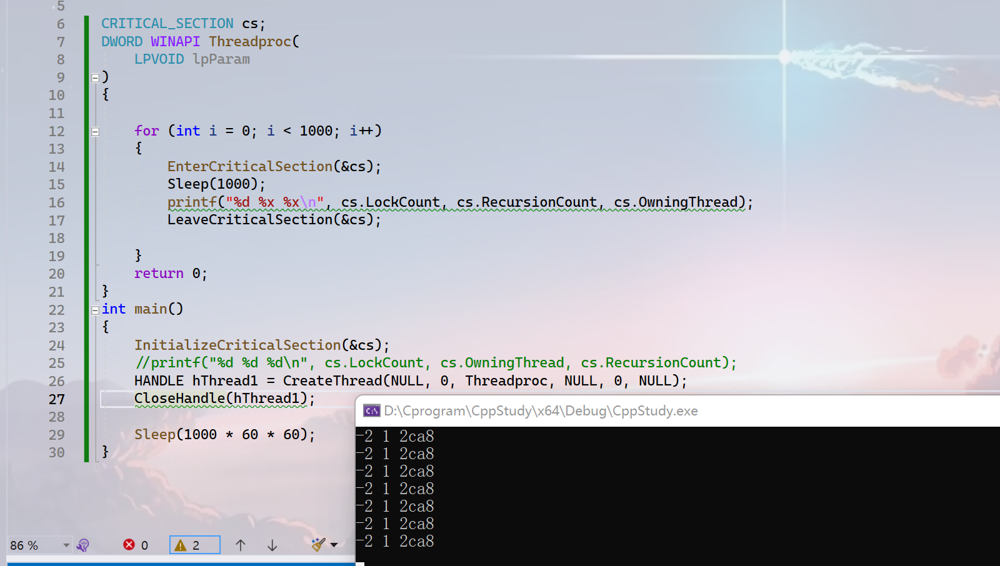 5
6 CRITICAL_SECTION cs;
7 DWORD WINAPI Threadproc(
8 LPVOID lpParam
9 )
10 {
11
12 for (int i = 0; i < 1000; i++)
13 {
14 EnterCriticalSection(&cs);
15 Sleep(1000);
16 printf("%d %x %x\n", cs.LockCount, cs.RecursionCount, cs.OwningThread);
17 LeaveCriticalSection(&cs);
18
19 }
20 return 0;
21 }
22 int main()
23 {
24 InitializeCriticalSection(&cs);
25 //printf("%d %d %d\n", cs.LockCount, cs.OwningThread, cs.RecursionCount);
26 HANDLE hThread1 = CreateThread(NULL, 0, Threadproc, NULL, 0, NULL);
27 CloseHandle(hThread1);
28
29 Sleep(1000 * 60 * 60);
30 }
C:\ D:\Cprogram\CppStudy\x64\Debug\CppStudy.exe
-2 1 2ca8
-2 1 2ca8
-2 1 2ca8
-2 1 2ca8
-2 1 2ca8
-2 1 2ca8
-2 1 2ca8
86 % 0 2